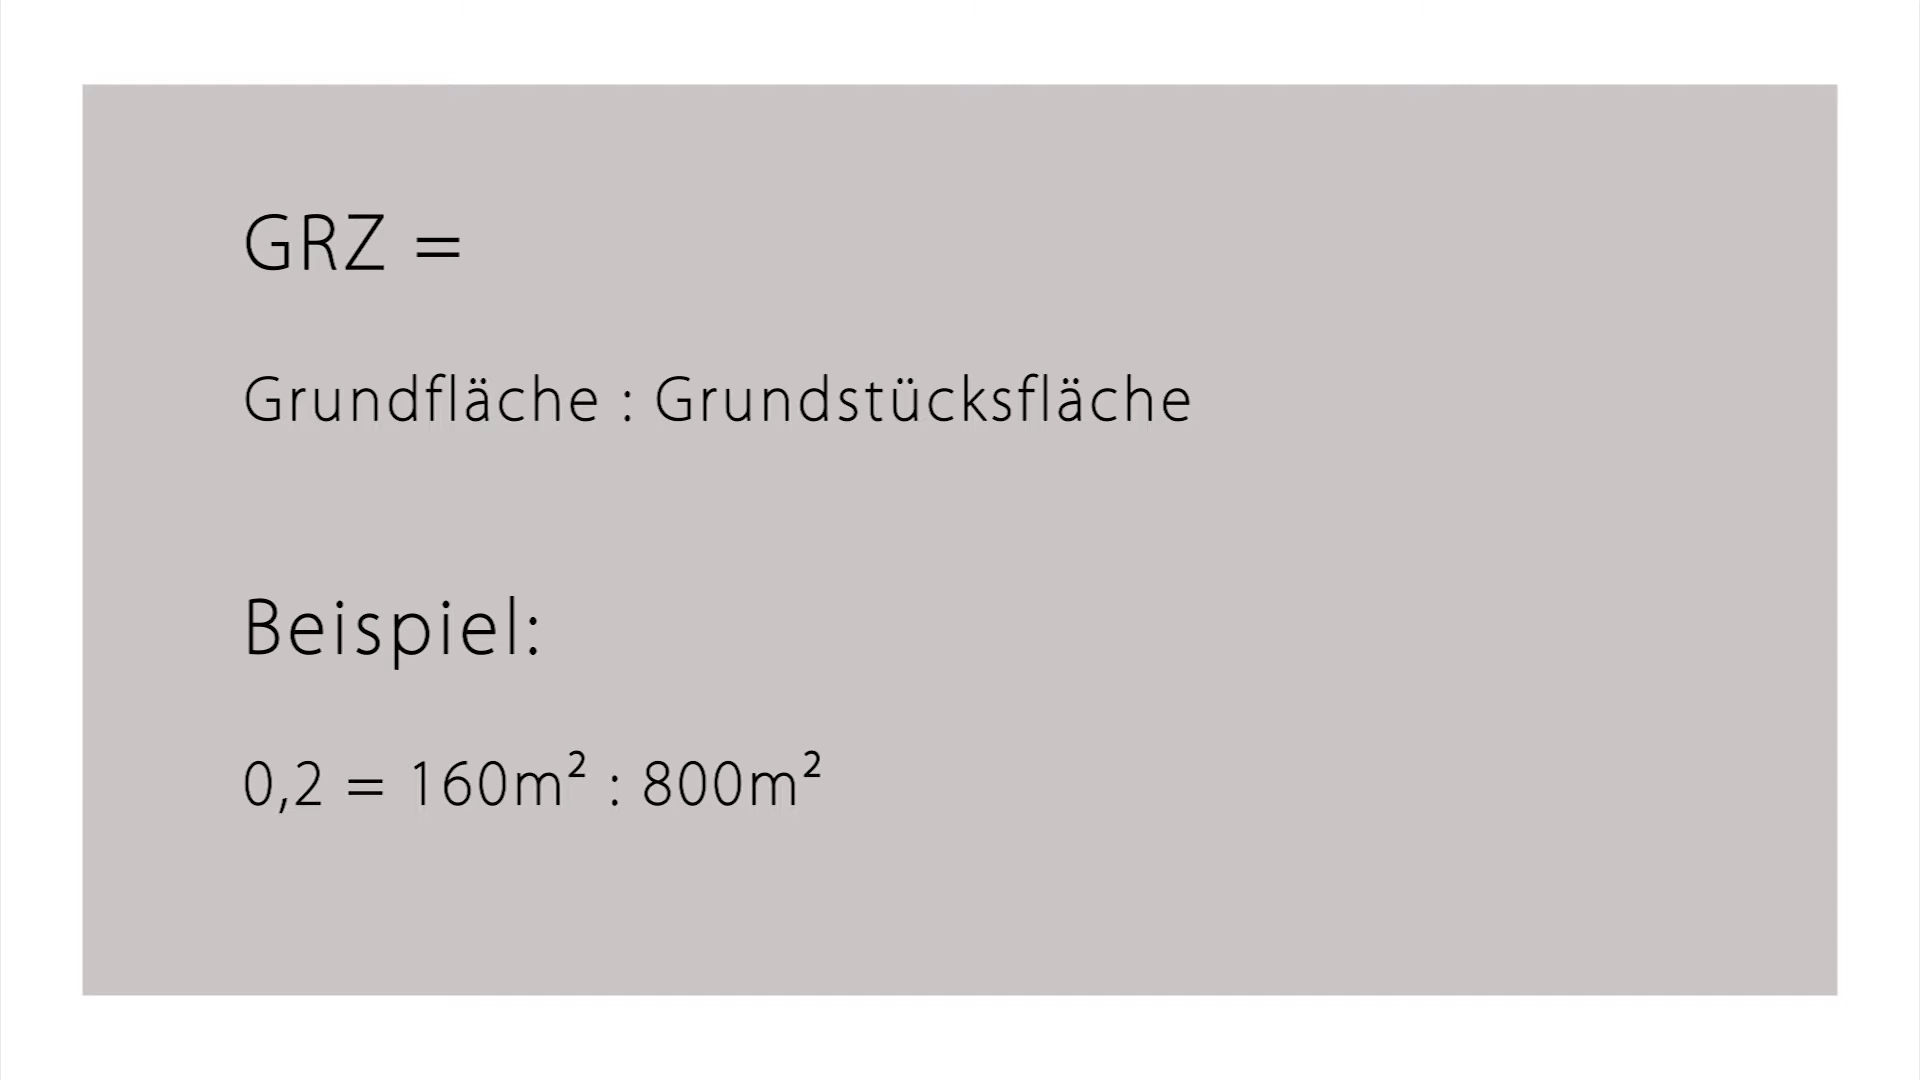 GRZ =
Grundfläche : Grundstücksfläche
Beispiel:
0,2 = 160m² : 800m²